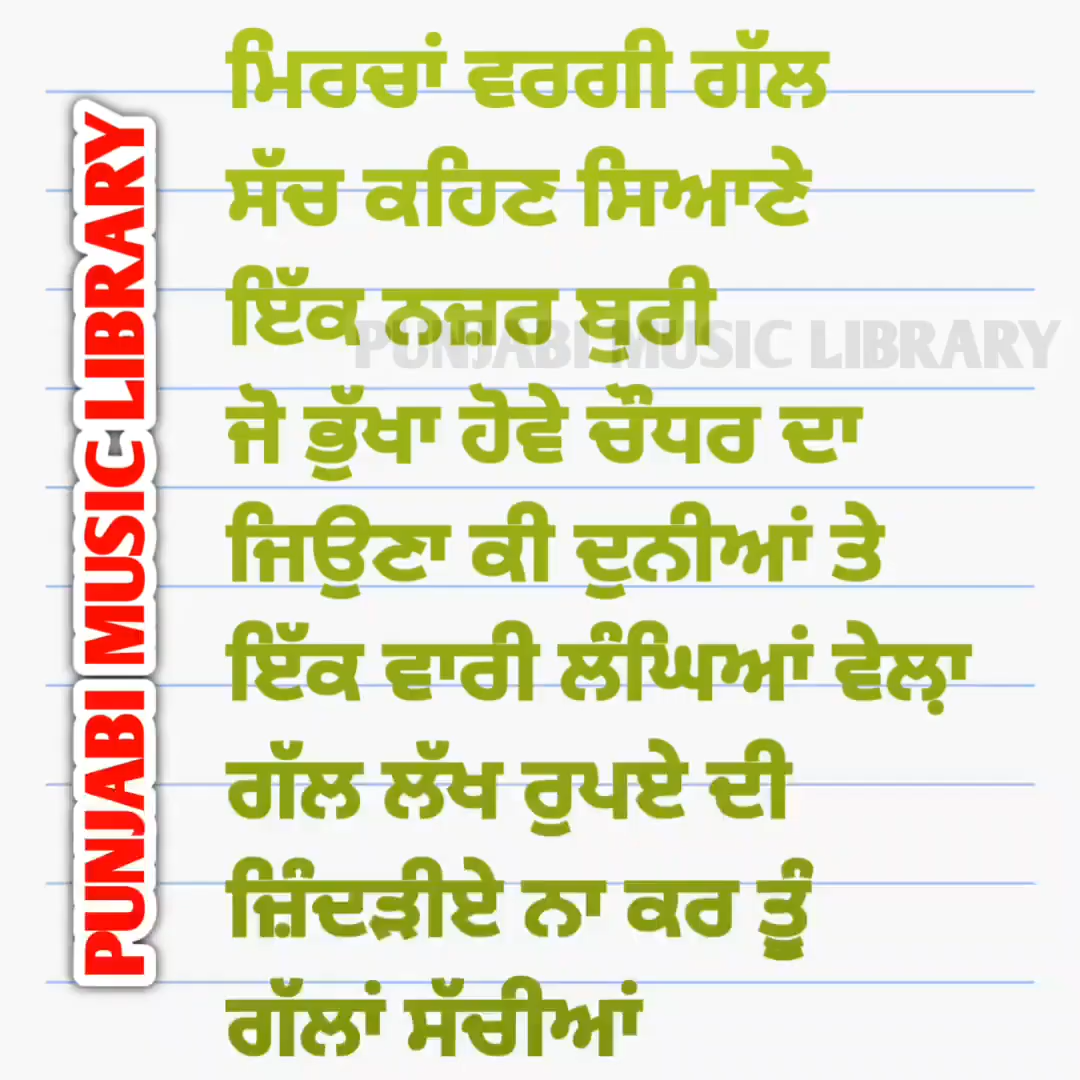 ਮਿਰਚਾਂ ਵਰਗੀ ਗੱਲ
ਸੱਚ ਕਹਿਣ ਸਿਆਣੇ
ਇੱਕ ਨਜ਼ਰ ਬੁਰੀ
ਜੋ ਭੁੱਖਾ ਹੋਵੇ ਚੌਧਰ ਦਾ
ਜਿਉਣਾ ਕੀ ਦੁਨੀਆਂ ਤੇ
ਇੱਕ ਵਾਰੀ ਲੰਘਿਆਂ ਵੇਲਾ਼
ਗੱਲ ਲੱਖ ਰੁਪਏ ਦੀ
ਜ਼ਿੰਦੜੀਏ ਨਾ ਕਰ ਤੂੰ
ਗੱਲਾਂ ਸੱਚੀਆਂ
PUNJABI MUSIC LIBRARY
PUNJABI MUSIC LIBRARY